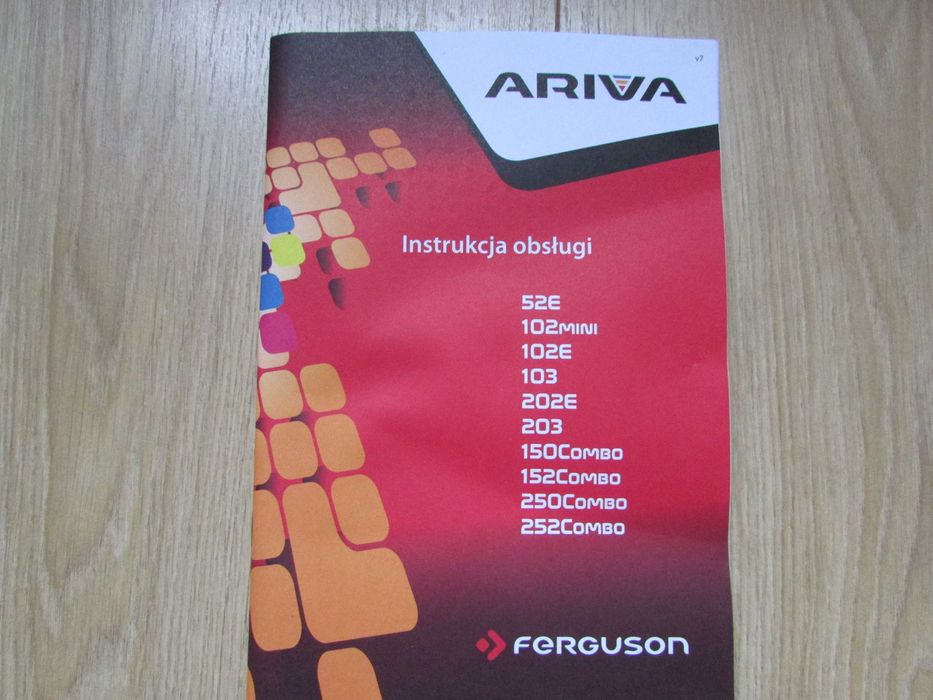 v7
ARIVA
Instrukcja obsługi
52E
102MINI
102E
103
202E
203
150COMBO
152COMBO
250COMBO
252COMBO
FERGUSON